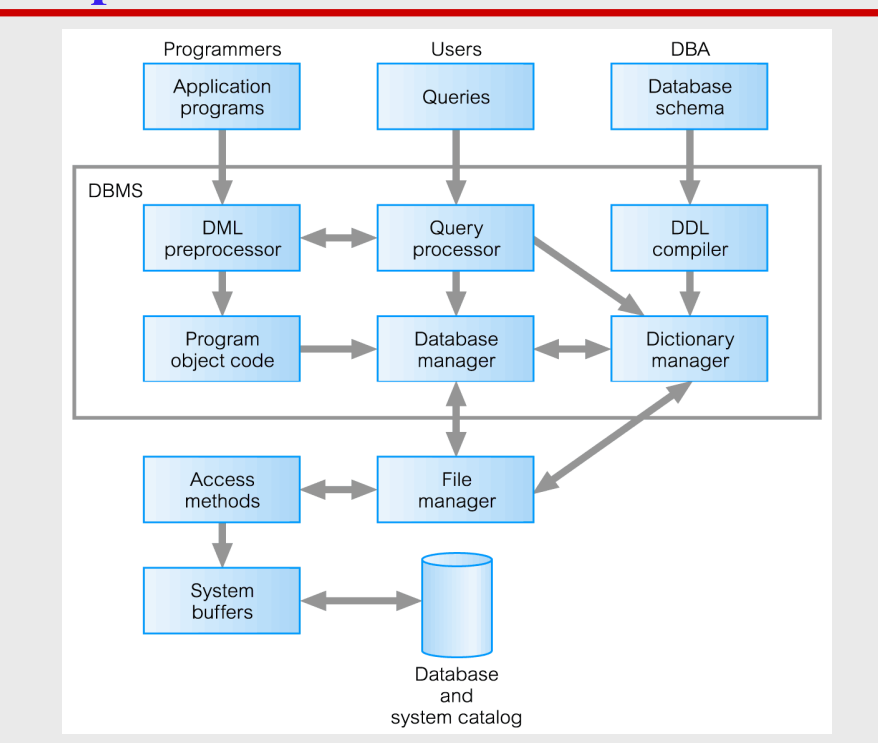 Programmers
Users
DBA
Application
programs
Queries
Database
schema
DBMS
DML
preprocessor
Query
processor
DDL
compiler
Program
object code
Database
manager
Dictionary
manager
Access
methods
File
manager
System
buffers
Database
and
system catalog